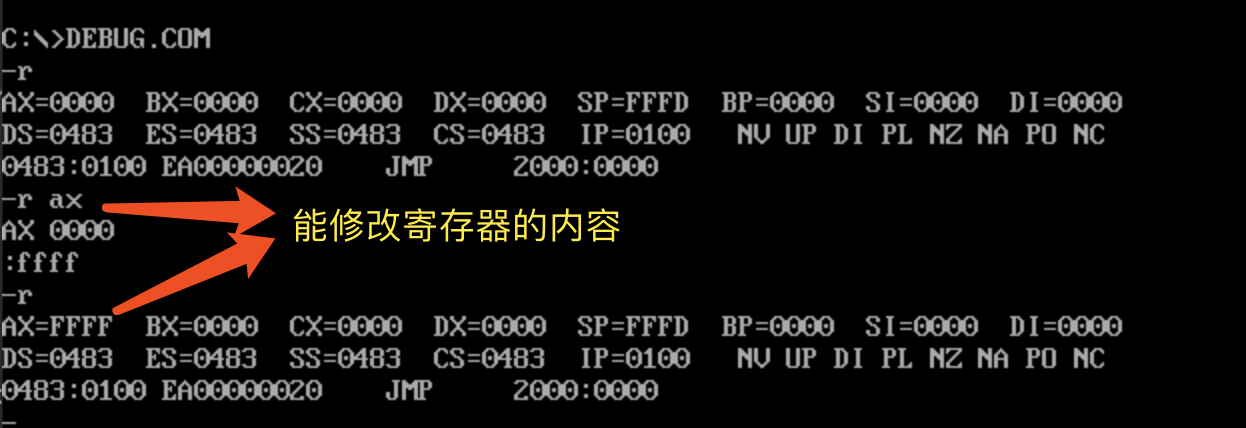 C:\>DEBUG.COM
-r
AX=0000  BX=0000  CX=0000  DX=0000  SP=FFFD  BP=0000  SI=0000  DI=0000
DS=0483  ES=0483  SS=0483  CS=0483  IP=0100   NV UP DI PL NZ NA PO NC
0483:0100 EA00000020    JMP     2000:0000
-r ax
AX 0000
能修改寄存器的内容
:ffff
-r
AX=FFFF  BX=0000  CX=0000  DX=0000  SP=FFFD  BP=0000  SI=0000  DI=0000
DS=0483  ES=0483  SS=0483  CS=0483  IP=0100   NV UP DI PL NZ NA PO NC
0483:0100 EA00000020    JMP     2000:0000
-